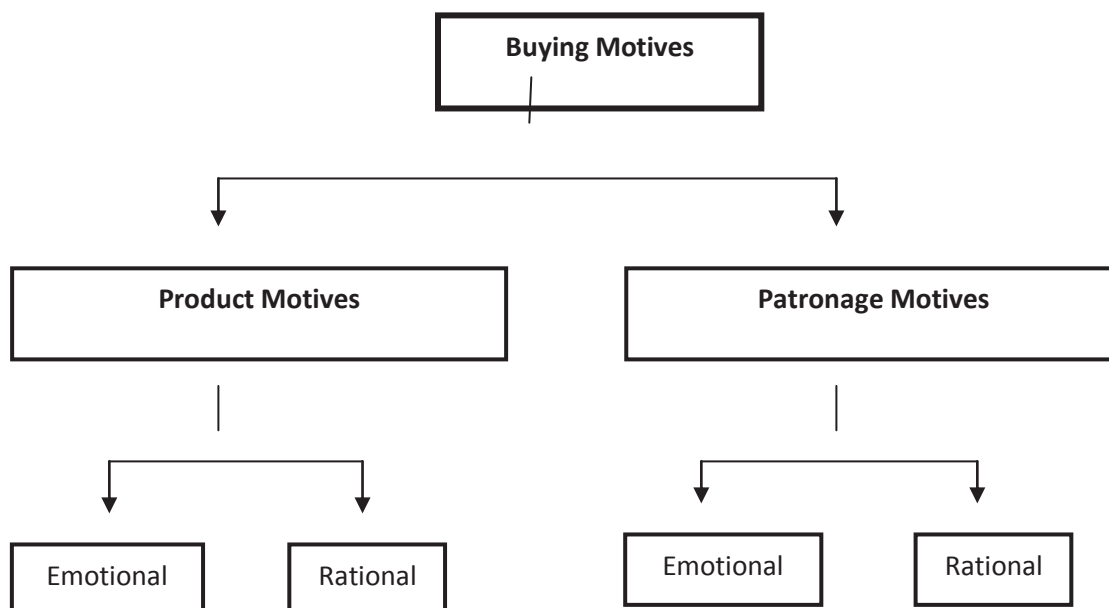 Buying Motives
Product Motives
Patronage Motives
Emotional
Rational
Emotional
Rational